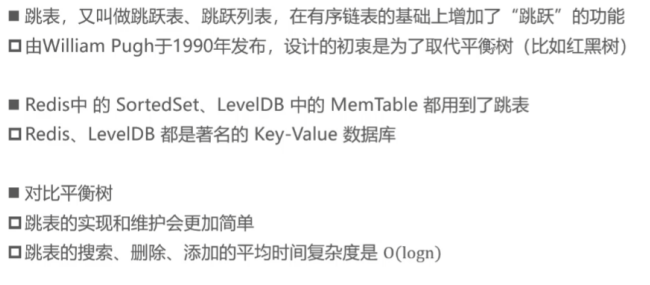 ■ 跳表，又叫做跳跃表、跳跃列表，在有序链表的基础上增加了“跳跃”的功能
□ 由William Pugh于1990年发布，设计的初衷是为了取代平衡树（比如红黑树）
■ Redis中 的 SortedSet、LevelDB 中的 MemTable 都用到了跳表
□ Redis、LevelDB 都是著名的 Key-Value 数据库
■ 对比平衡树
□ 跳表的实现和维护会更加简单
□ 跳表的搜索、删除、添加的平均时间复杂度是 O(logn)